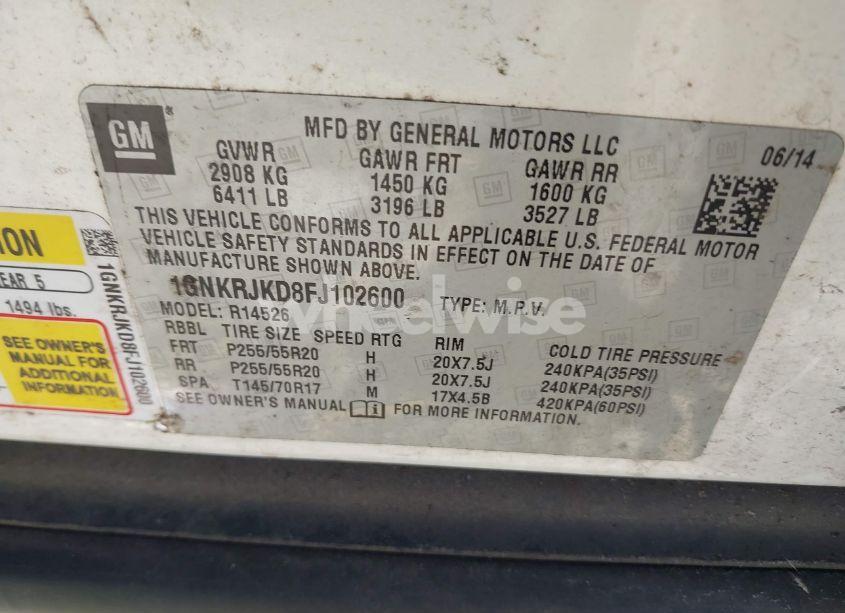 GM
MFD BY GENERAL MOTORS LLC
06/14
GVWR GAWR FRT GAWR RR
2908 KG 1450 KG 1600 KG
6411 LB 3196 LB 3527 LB
THIS VEHICLE CONFORMS TO ALL APPLICABLE U.S. FEDERAL MOTOR
VEHICLE SAFETY STANDARDS IN EFFECT ON THE DATE OF
MANUFACTURE SHOWN ABOVE.
1GNKRJKD8FJ102600 TYPE: M.P.V.
MODEL: R14526
RBBL TIRE SIZE SPEED RTG RIM COLD TIRE PRESSURE
FRT P255/55R20 H 20X7.5J 240KPA(35PSI)
RR P255/55R20 H 20X7.5J 240KPA(35PSI)
SPA T145/70R17 M 17X4.5B 420KPA(60PSI)
SEE OWNER'S MANUAL FOR MORE INFORMATION.
ION
EAR 5
1494 lbs.
SEE OWNER'S
MANUAL FOR
ADDITIONAL
INFORMATION
1GNKRJKD8FJ102600
wheelwise